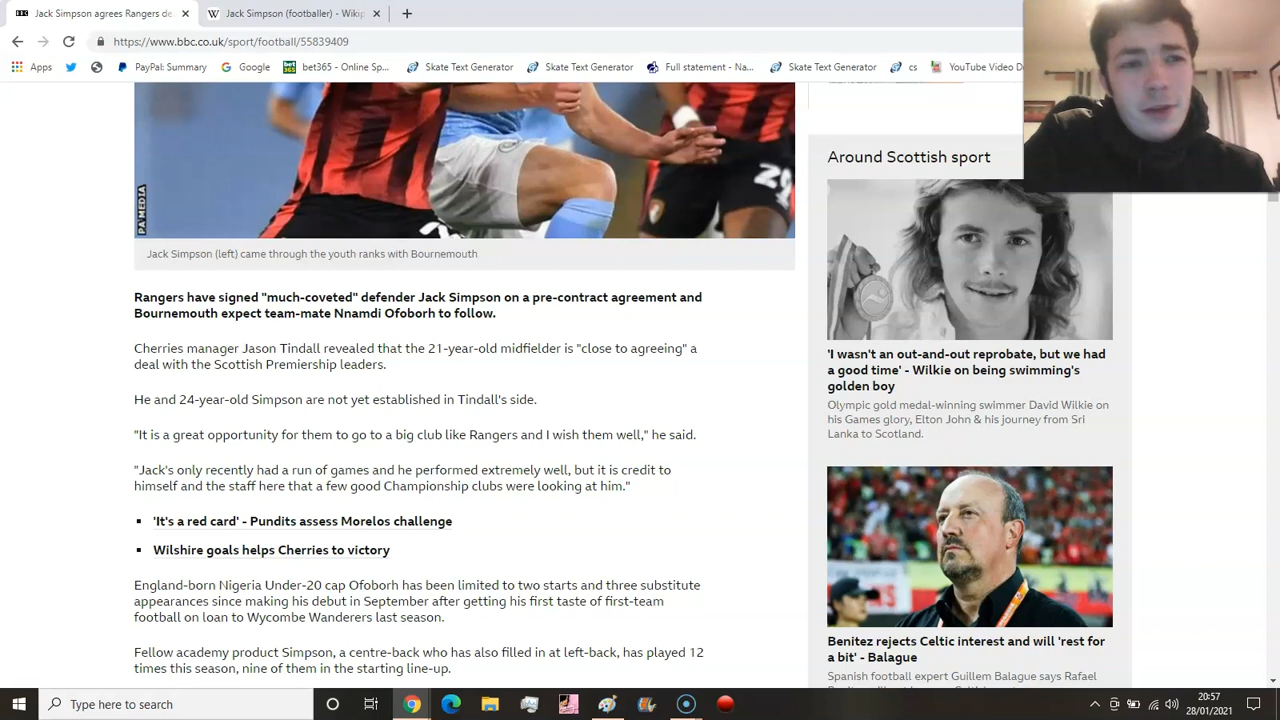 Jack Simpson agrees Rangers de
Jack Simpson (footballer) - Wikip
https://www.bbc.co.uk/sport/football/55839409
Apps
PayPal: Summary
Google
bet365
bet365 - Online Sp...
Skate Text Generator
Skate Text Generator
Full statement - Na...
Skate Text Generator
cs
YouTube Video D
PA MEDIA
Jack Simpson (left) came through the youth ranks with Bournemouth
Rangers have signed "much-coveted" defender Jack Simpson on a pre-contract agreement and
Bournemouth expect team-mate Nnamdi Ofoborh to follow.
Cherries manager Jason Tindall revealed that the 21-year-old midfielder is "close to agreeing" a
deal with the Scottish Premiership leaders.
He and 24-year-old Simpson are not yet established in Tindall's side.
"It is a great opportunity for them to go to a big club like Rangers and I wish them well," he said.
"Jack's only recently had a run of games and he performed extremely well, but it is credit to
himself and the staff here that a few good Championship clubs were looking at him."
'It's a red card' - Pundits assess Morelos challenge
Wilshire goals helps Cherries to victory
England-born Nigeria Under-20 cap Ofoborh has been limited to two starts and three substitute
appearances since making his debut in September after getting his first taste of first-team
football on loan to Wycombe Wanderers last season.
Fellow academy product Simpson, a centre-back who has also filled in at left-back, has played 12
times this season, nine of them in the starting line-up.
Around Scottish sport
'I wasn't an out-and-out reprobate, but we had
a good time' - Wilkie on being swimming's
golden boy
Olympic gold medal-winning swimmer David Wilkie on
his Games glory, Elton John & his journey from Sri
Lanka to Scotland.
Benitez rejects Celtic interest and will 'rest for
a bit' - Balague
Spanish football expert Guillem Balague says Rafael
Type here to search
20:57
28/01/2021